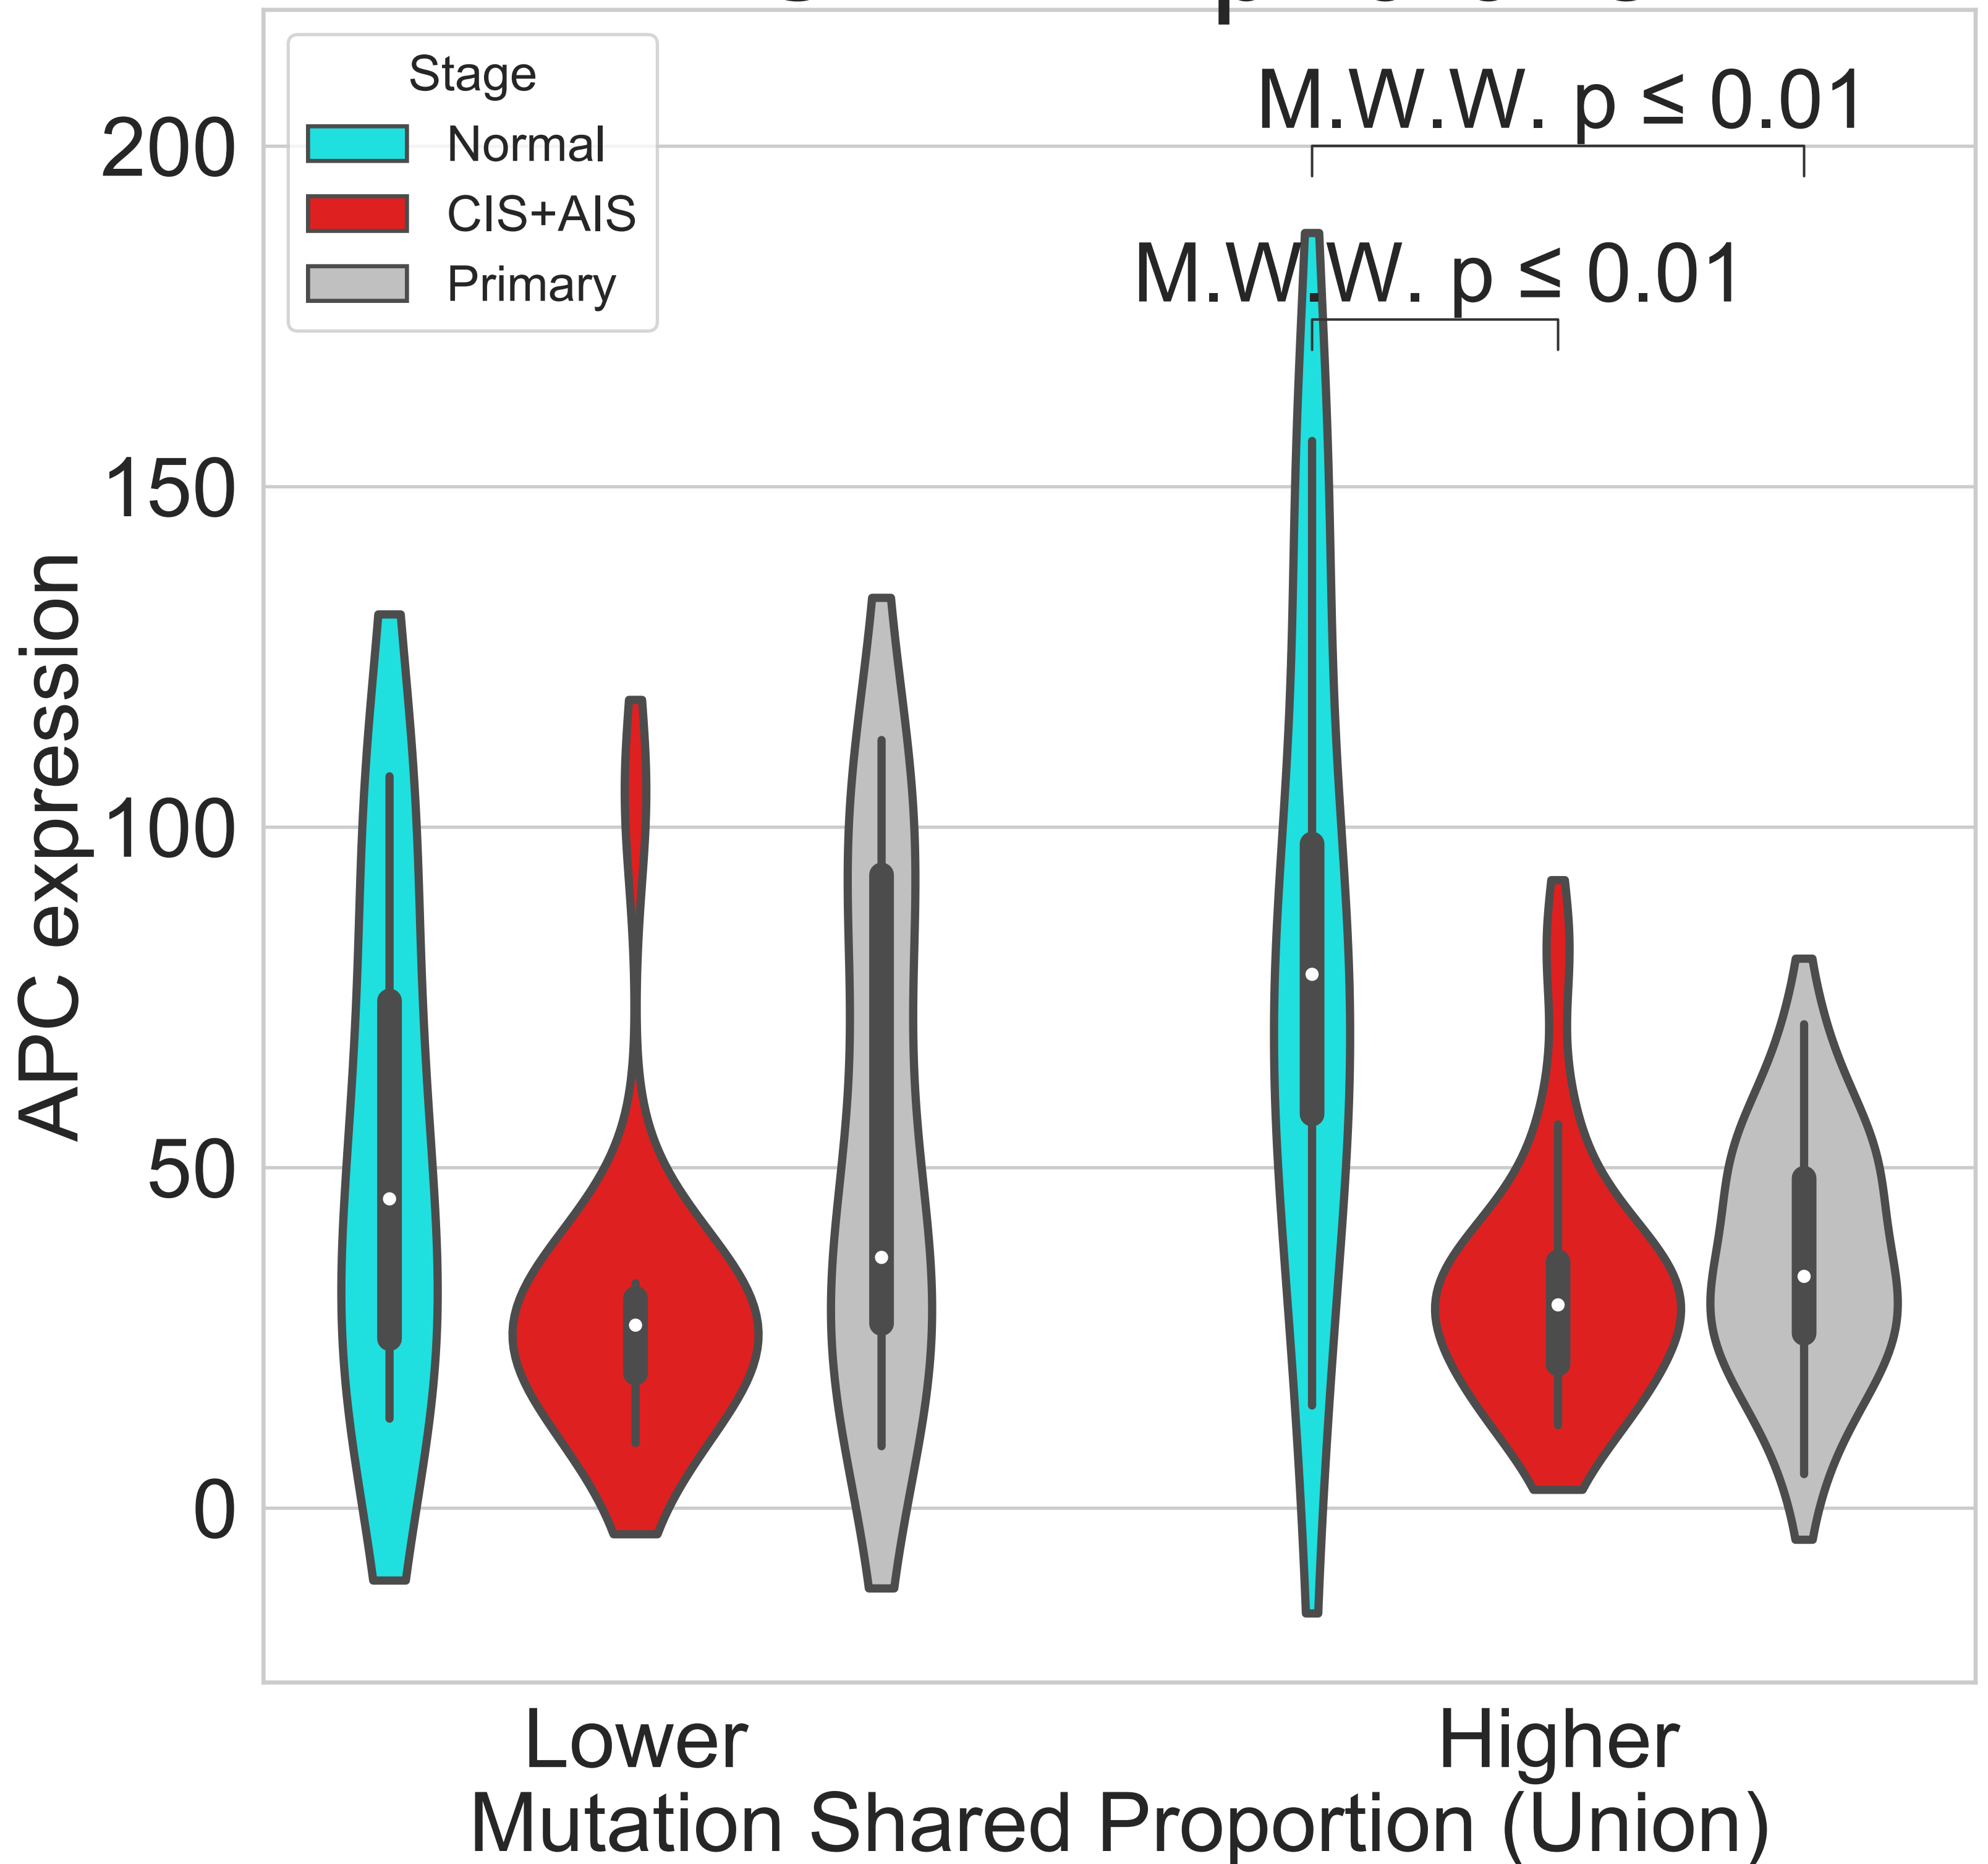 Stage
Normal
CIS+AIS
Primary
M.W.W. p ≤ 0.01
M.W.W. p ≤ 0.01
200
150
100
50
0
APC expression
Lower
Higher
Mutation Shared Proportion (Union)